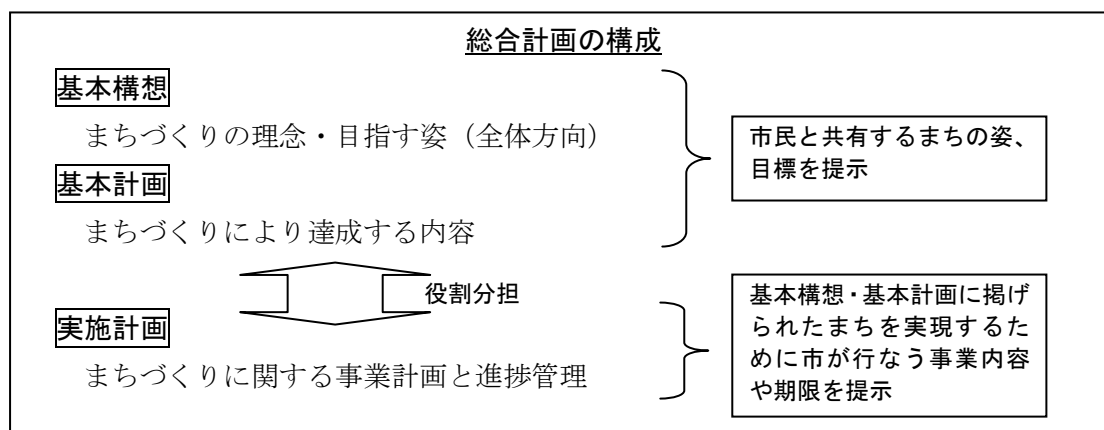 総合計画の構成
基本構想
まちづくりの理念・目指す姿（全体方向）
基本計画
まちづくりにより達成する内容
市民と共有するまちの姿、
目標を提示
役割分担
実施計画
まちづくりに関する事業計画と進捗管理
基本構想・基本計画に掲げ
られたまちを実現するた
めに市が行なう事業内容
や期限を提示